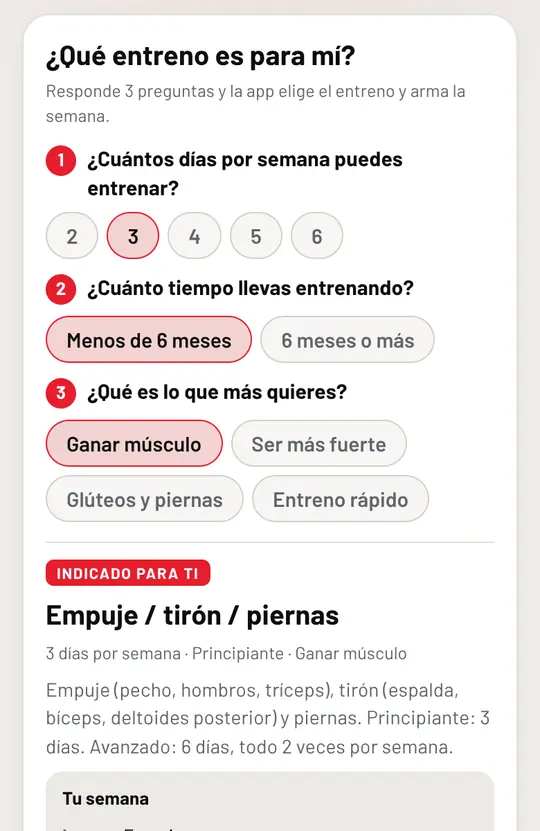 ¿Qué entreno es para mí?
Responde 3 preguntas y la app elige el entreno y arma la
semana.
1 ¿Cuántos días por semana puedes
entrenar?
2 3 4 5 6
2 ¿Cuánto tiempo llevas entrenando?
Menos de 6 meses 6 meses o más
3 ¿Qué es lo que más quieres?
Ganar músculo Ser más fuerte
Glúteos y piernas Entreno rápido
INDICADO PARA TI
Empuje / tirón / piernas
3 días por semana · Principiante · Ganar músculo
Empuje (pecho, hombros, tríceps), tirón (espalda,
bíceps, deltoides posterior) y piernas. Principiante: 3
días. Avanzado: 6 días, todo 2 veces por semana.
Tu semana